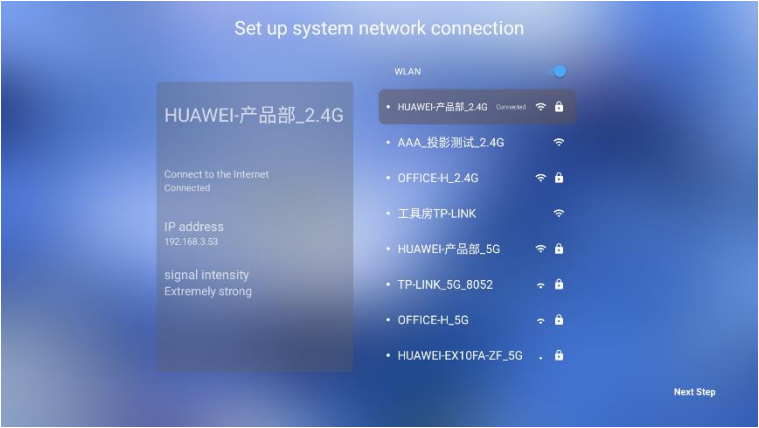 Set up system network connection
WLAN
HUAWEI-产品部_2.4G
Connect to the Internet
Connected
IP address
192.168.3.53
signal intensity
Extremely strong
HUAWEI-产品部_2.4G Connected
AAA_投影测试_2.4G
OFFICE-H_2.4G
工具房TP-LINK
HUAWEI-产品部_5G
TP-LINK_5G_8052
OFFICE-H_5G
HUAWEI-EX10FA-ZF_5G
Next Step